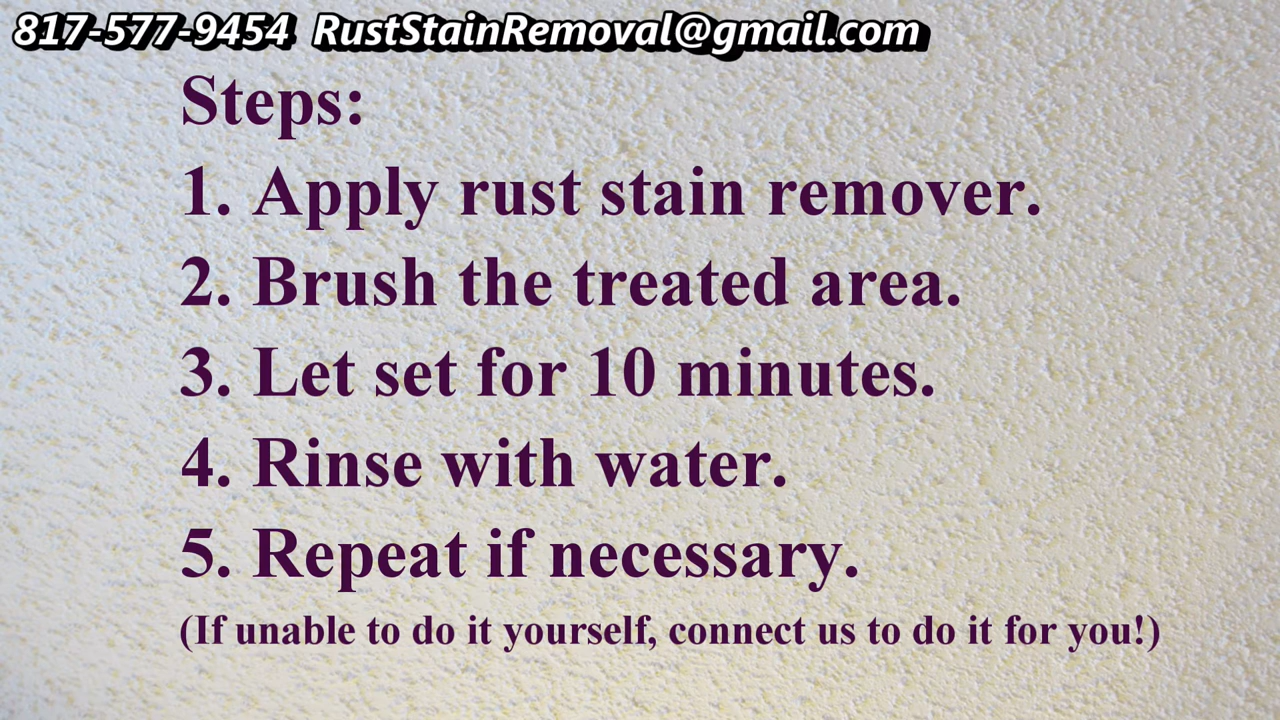 817-577-9454 RustStainRemoval@gmail.com
Steps:
1. Apply rust stain remover.
2. Brush the treated area.
3. Let set for 10 minutes.
4. Rinse with water.
5. Repeat if necessary.
(If unable to do it yourself, connect us to do it for you!)